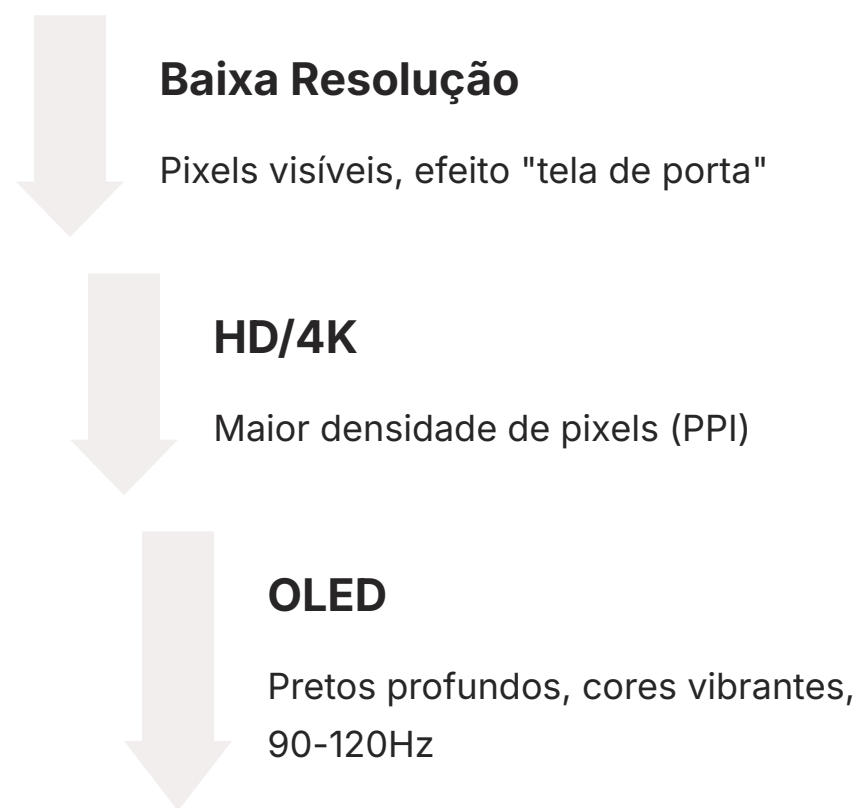 Baixa Resolução
Pixels visíveis, efeito "tela de porta"
HD/4K
Maior densidade de pixels (PPI)
OLED
Pretos profundos, cores vibrantes,
90-120Hz